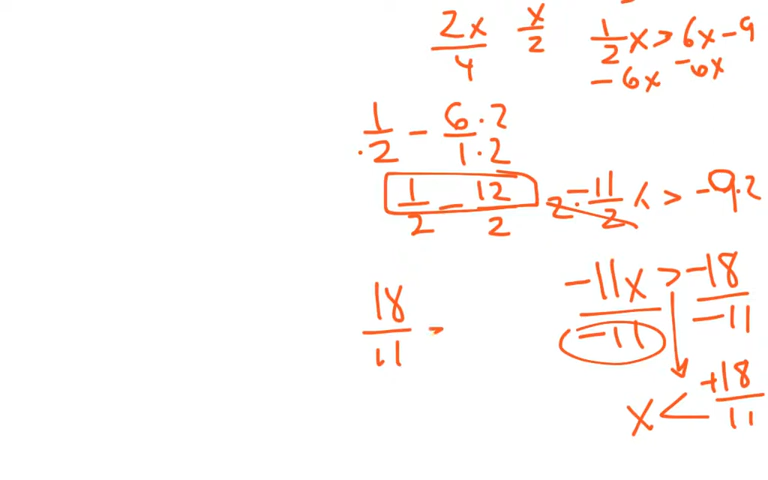 2x/4 x/2 1/2x > 6x - 9
- 6x - 6x
1/.2 - 6.2/1.2
1/2 - 12/2 2. -11/2 x > -9.2
-11x/-11 > -18/-11
18/11 =
x < +18/11